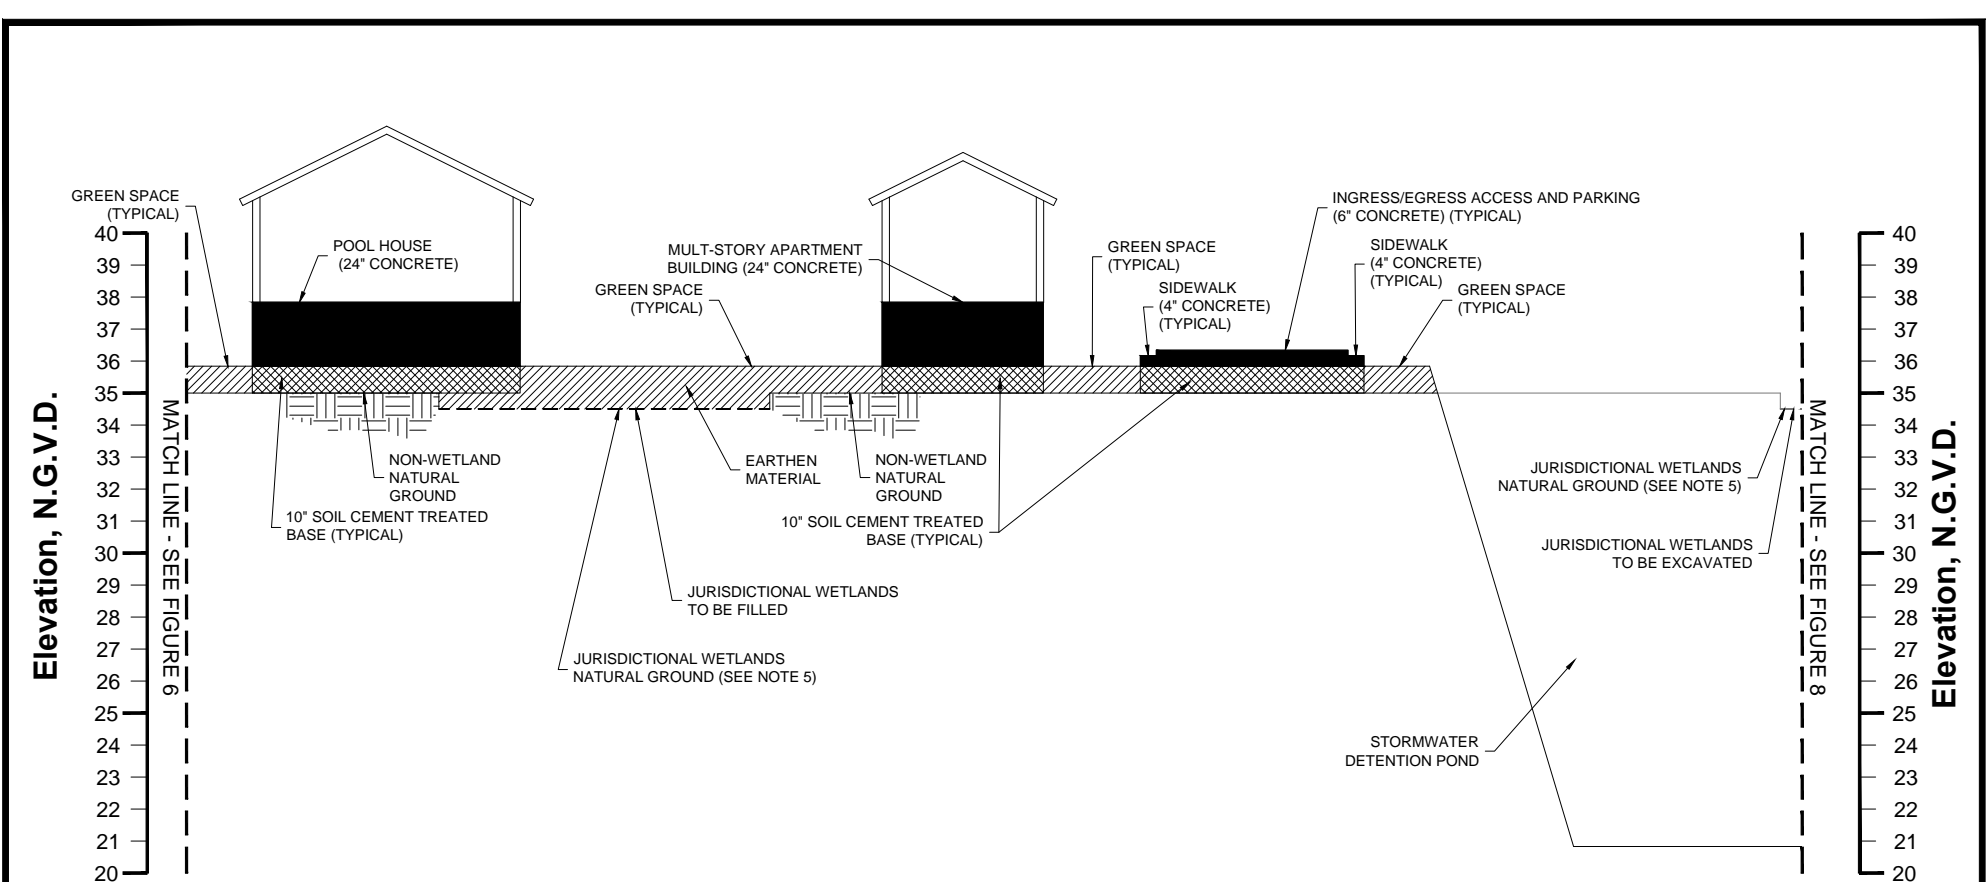 GREEN SPACE
(TYPICAL)
POOL HOUSE
(24" CONCRETE)
MULT-STORY APARTMENT
BUILDING (24" CONCRETE)
GREEN SPACE
(TYPICAL)
GREEN SPACE
(TYPICAL)
SIDEWALK
(4" CONCRETE)
(TYPICAL)
INGRESS/EGRESS ACCESS AND PARKING
(6" CONCRETE) (TYPICAL)
SIDEWALK
(4" CONCRETE)
(TYPICAL)
GREEN SPACE
(TYPICAL)
Elevation, N.G.V.D.
40
39
38
37
36
35
34
33
32
31
30
29
28
27
26
25
24
23
22
21
20
MATCH LINE - SEE FIGURE 6
NON-WETLAND
NATURAL
GROUND
10" SOIL CEMENT TREATED
BASE (TYPICAL)
EARTHEN
MATERIAL
NON-WETLAND
NATURAL
GROUND
10" SOIL CEMENT TREATED
BASE (TYPICAL)
JURISDICTIONAL WETLANDS
TO BE FILLED
JURISDICTIONAL WETLANDS
NATURAL GROUND (SEE NOTE 5)
JURISDICTIONAL WETLANDS
NATURAL GROUND (SEE NOTE 5)
JURISDICTIONAL WETLANDS
TO BE EXCAVATED
STORMWATER
DETENTION POND
MATCH LINE - SEE FIGURE 8
40
39
38
37
36
35
34
33
32
31
30
29
28
27
26
25
24
23
22
21
20
Elevation, N.G.V.D.